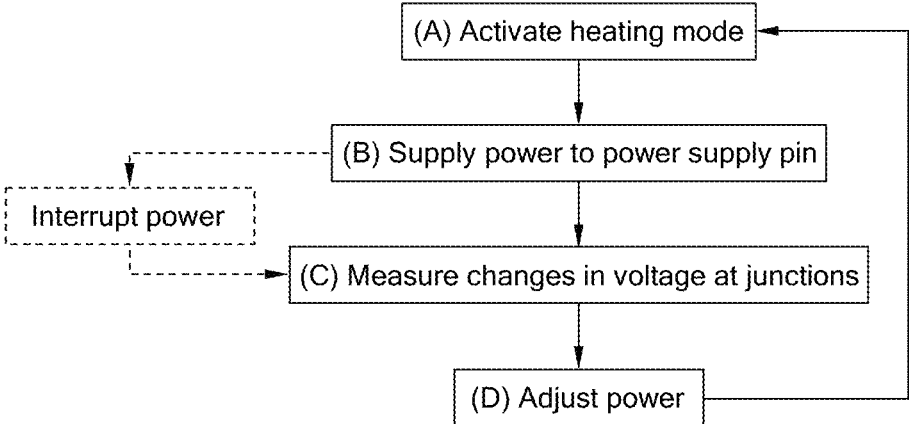 (A) Activate heating mode
(B) Supply power to power supply pin
Interrupt power
(C) Measure changes in voltage at junctions
(D) Adjust power